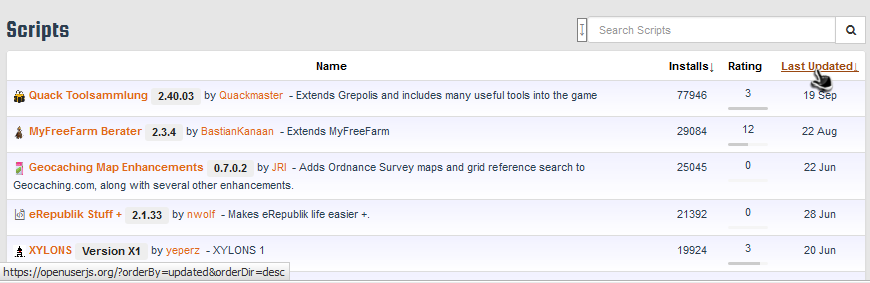 Scripts
Search Scripts
Name Installs↓ Rating Last Updated↓
Quack Toolsammlung 2.40.03 by Quackmaster - Extends Grepolis and includes many useful tools into the game 77946 3 19 Sep
MyFreeFarm Berater 2.3.4 by BastianKanaan - Extends MyFreeFarm 29084 12 22 Aug
Geocaching Map Enhancements 0.7.0.2 by JRI - Adds Ordnance Survey maps and grid reference search to 25045 0 22 Jun
Geocaching.com, along with several other enhancements.
eRepublik Stuff + 2.1.33 by nwolf - Makes eRepublik life easier +. 21392 0 28 Jun
XYLONS Version X1 by yeperz - XYLONS 1 19924 3 20 Jun
https://openuserjs.org/?orderBy=updated&orderDir=desc